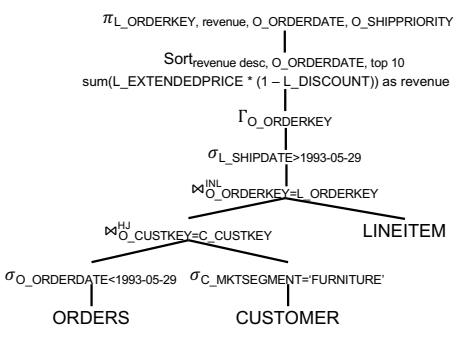 πL_ORDERKEY, revenue, O_ORDERDATE, O_SHIPPRIORITY
Sortrevenue desc, O_ORDERDATE, top 10
sum(L_EXTENDEDPRICE * (1 – L_DISCOUNT)) as revenue
ΓO_ORDERKEY
σL_SHIPDATE>1993-05-29
⋈INL O_ORDERKEY=L_ORDERKEY
⋈HJ O_CUSTKEY=C_CUSTKEY
LINEITEM
σO_ORDERDATE<1993-05-29 σC_MKTSEGMENT=‘FURNITURE’
ORDERS CUSTOMER